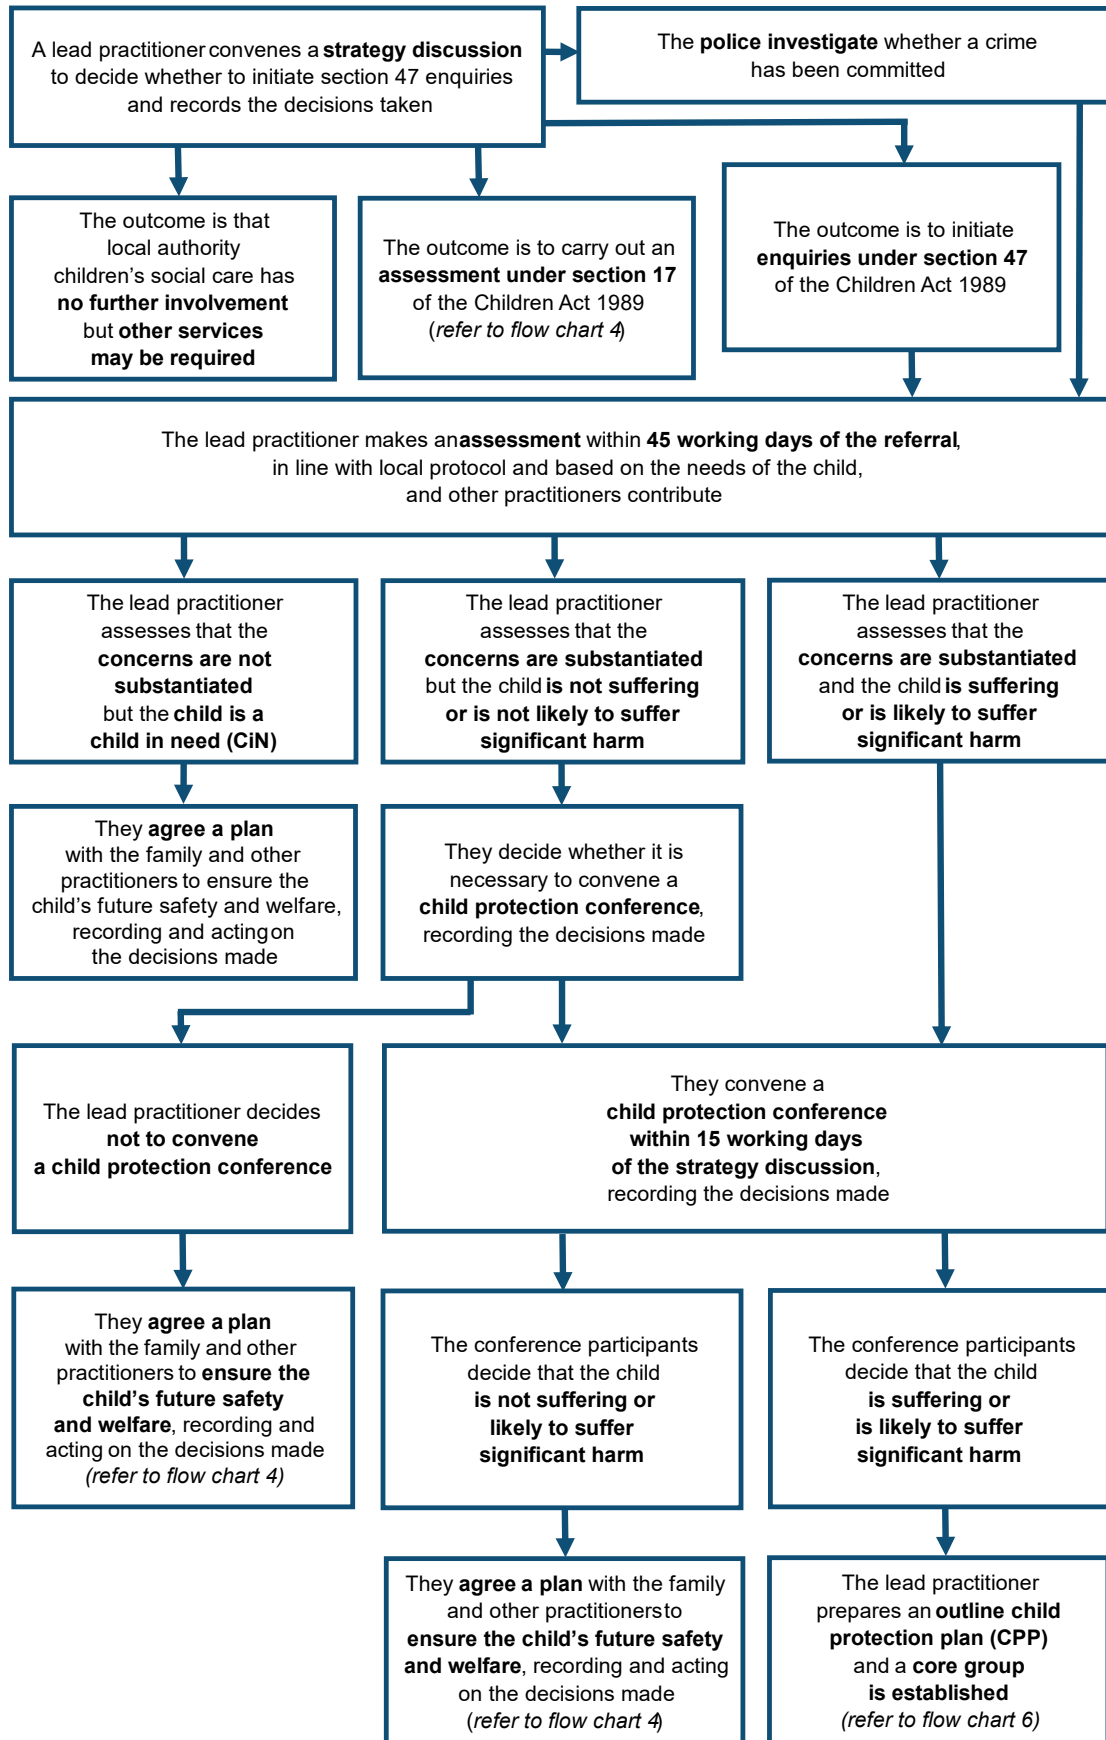 A lead practitioner convenes a strategy discussion
to decide whether to initiate section 47 enquiries
and records the decisions taken
The police investigate whether a crime
has been committed
The outcome is that
local authority
children’s social care has
no further involvement
but other services
may be required
The outcome is to carry out an
assessment under section 17
of the Children Act 1989
(refer to flow chart 4)
The outcome is to initiate
enquiries under section 47
of the Children Act 1989
The lead practitioner makes an assessment within 45 working days of the referral,
in line with local protocol and based on the needs of the child,
and other practitioners contribute
The lead practitioner
assesses that the
concerns are not
substantiated
but the child is a
child in need (CiN)
The lead practitioner
assesses that the
concerns are substantiated
but the child is not suffering
or is not likely to suffer
significant harm
The lead practitioner
assesses that the
concerns are substantiated
and the child is suffering
or is likely to suffer
significant harm
They agree a plan
with the family and other
practitioners to ensure the
child’s future safety and welfare,
recording and acting on
the decisions made
They decide whether it is
necessary to convene a
child protection conference,
recording the decisions made
The lead practitioner decides
not to convene
a child protection conference
They convene a
child protection conference
within 15 working days
of the strategy discussion,
recording the decisions made
They agree a plan
with the family and other
practitioners to ensure the
child’s future safety
and welfare, recording and
acting on the decisions made
(refer to flow chart 4)
The conference participants
decide that the child
is not suffering or
likely to suffer
significant harm
The conference participants
decide that the child
is suffering or
is likely to suffer
significant harm
They agree a plan with the family
and other practitioners to
ensure the child’s future safety
and welfare, recording and acting
on the decisions made
(refer to flow chart 4)
The lead practitioner
prepares an outline child
protection plan (CPP)
and a core group
is established
(refer to flow chart 6)